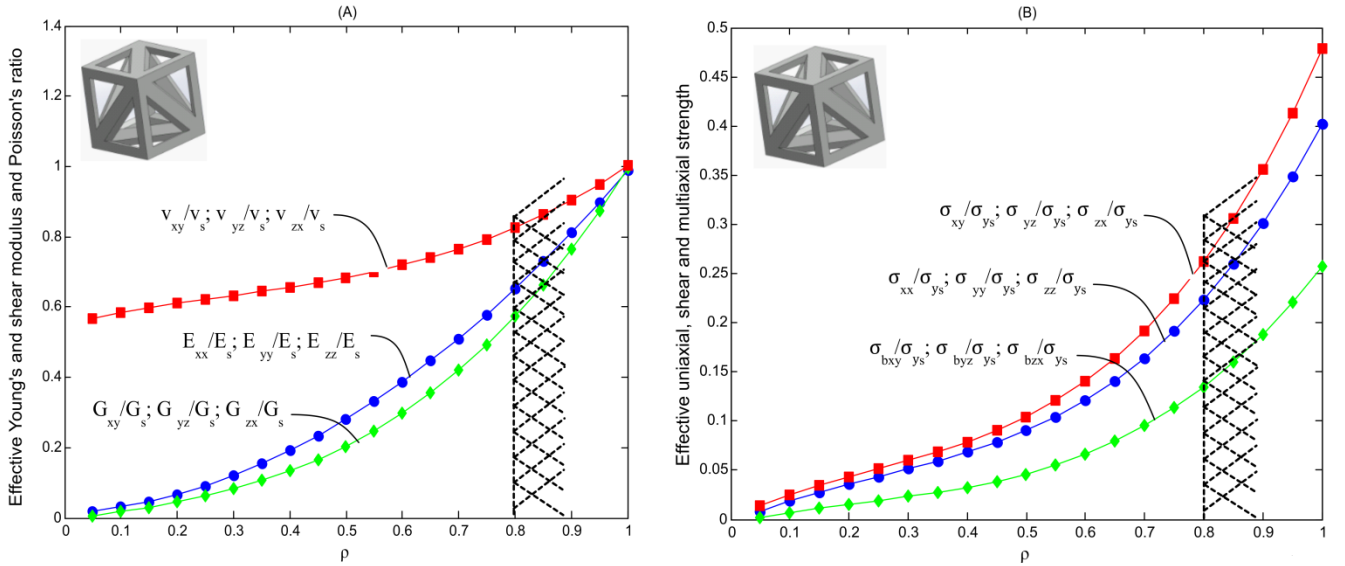 (A)
Effective Young's and shear modulus and Poisson's ratio
1.4
1.2
1
0.8
0.6
0.4
0.2
0
ν_xy/ν_s; ν_yz/ν_s; ν_zx/ν_s
E_xx/E_s; E_yy/E_s; E_zz/E_s
G_xy/G_s; G_yz/G_s; G_zx/G_s
0 0.1 0.2 0.3 0.4 0.5 0.6 0.7 0.8 0.9 1
ρ
(B)
Effective uniaxial, shear and multiaxial strength
0.5
0.45
0.4
0.35
0.3
0.25
0.2
0.15
0.1
0.05
0
σ_xy/σ_ys; σ_yz/σ_ys; σ_zx/σ_ys
σ_xx/σ_ys; σ_yy/σ_ys; σ_zz/σ_ys
σ_bxy/σ_ys; σ_byz/σ_ys; σ_bzx/σ_ys
0 0.1 0.2 0.3 0.4 0.5 0.6 0.7 0.8 0.9 1
ρ